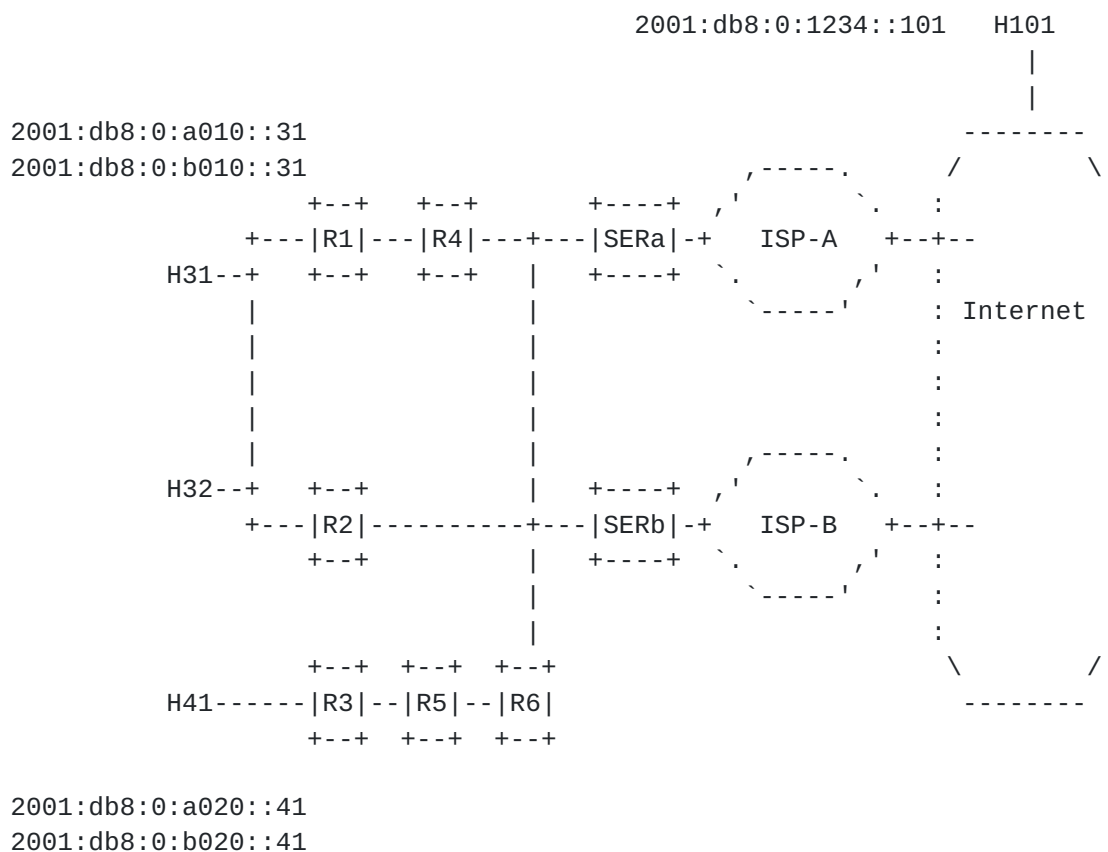 2001:db8:0:1234::101 H101
2001:db8:0:a010::31
2001:db8:0:b010::31
R1 R4 SERa ISP-A
H31
Internet
H32
R2 SERb ISP-B
H41 R3 R5 R6
2001:db8:0:a020::41
2001:db8:0:b020::41